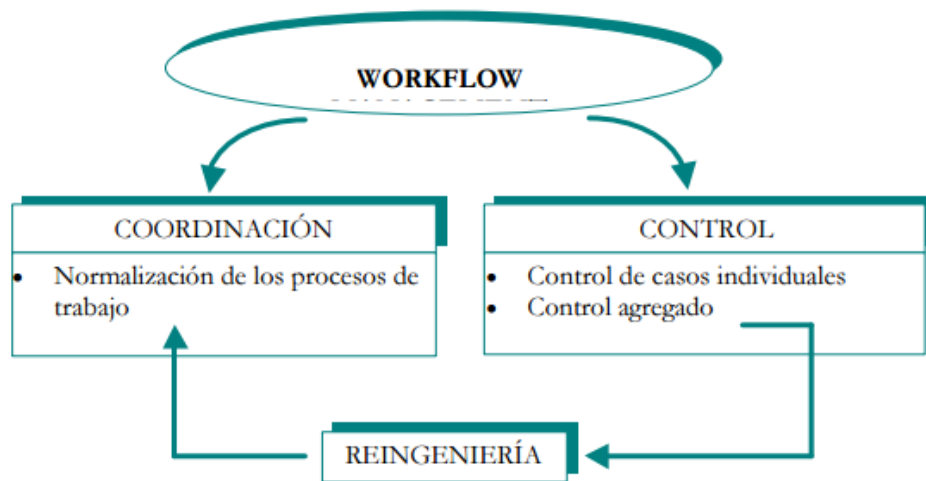 WORKFLOW
COORDINACIÓN
• Normalización de los procesos de
trabajo
CONTROL
• Control de casos individuales
• Control agregado
REINGENIERÍA